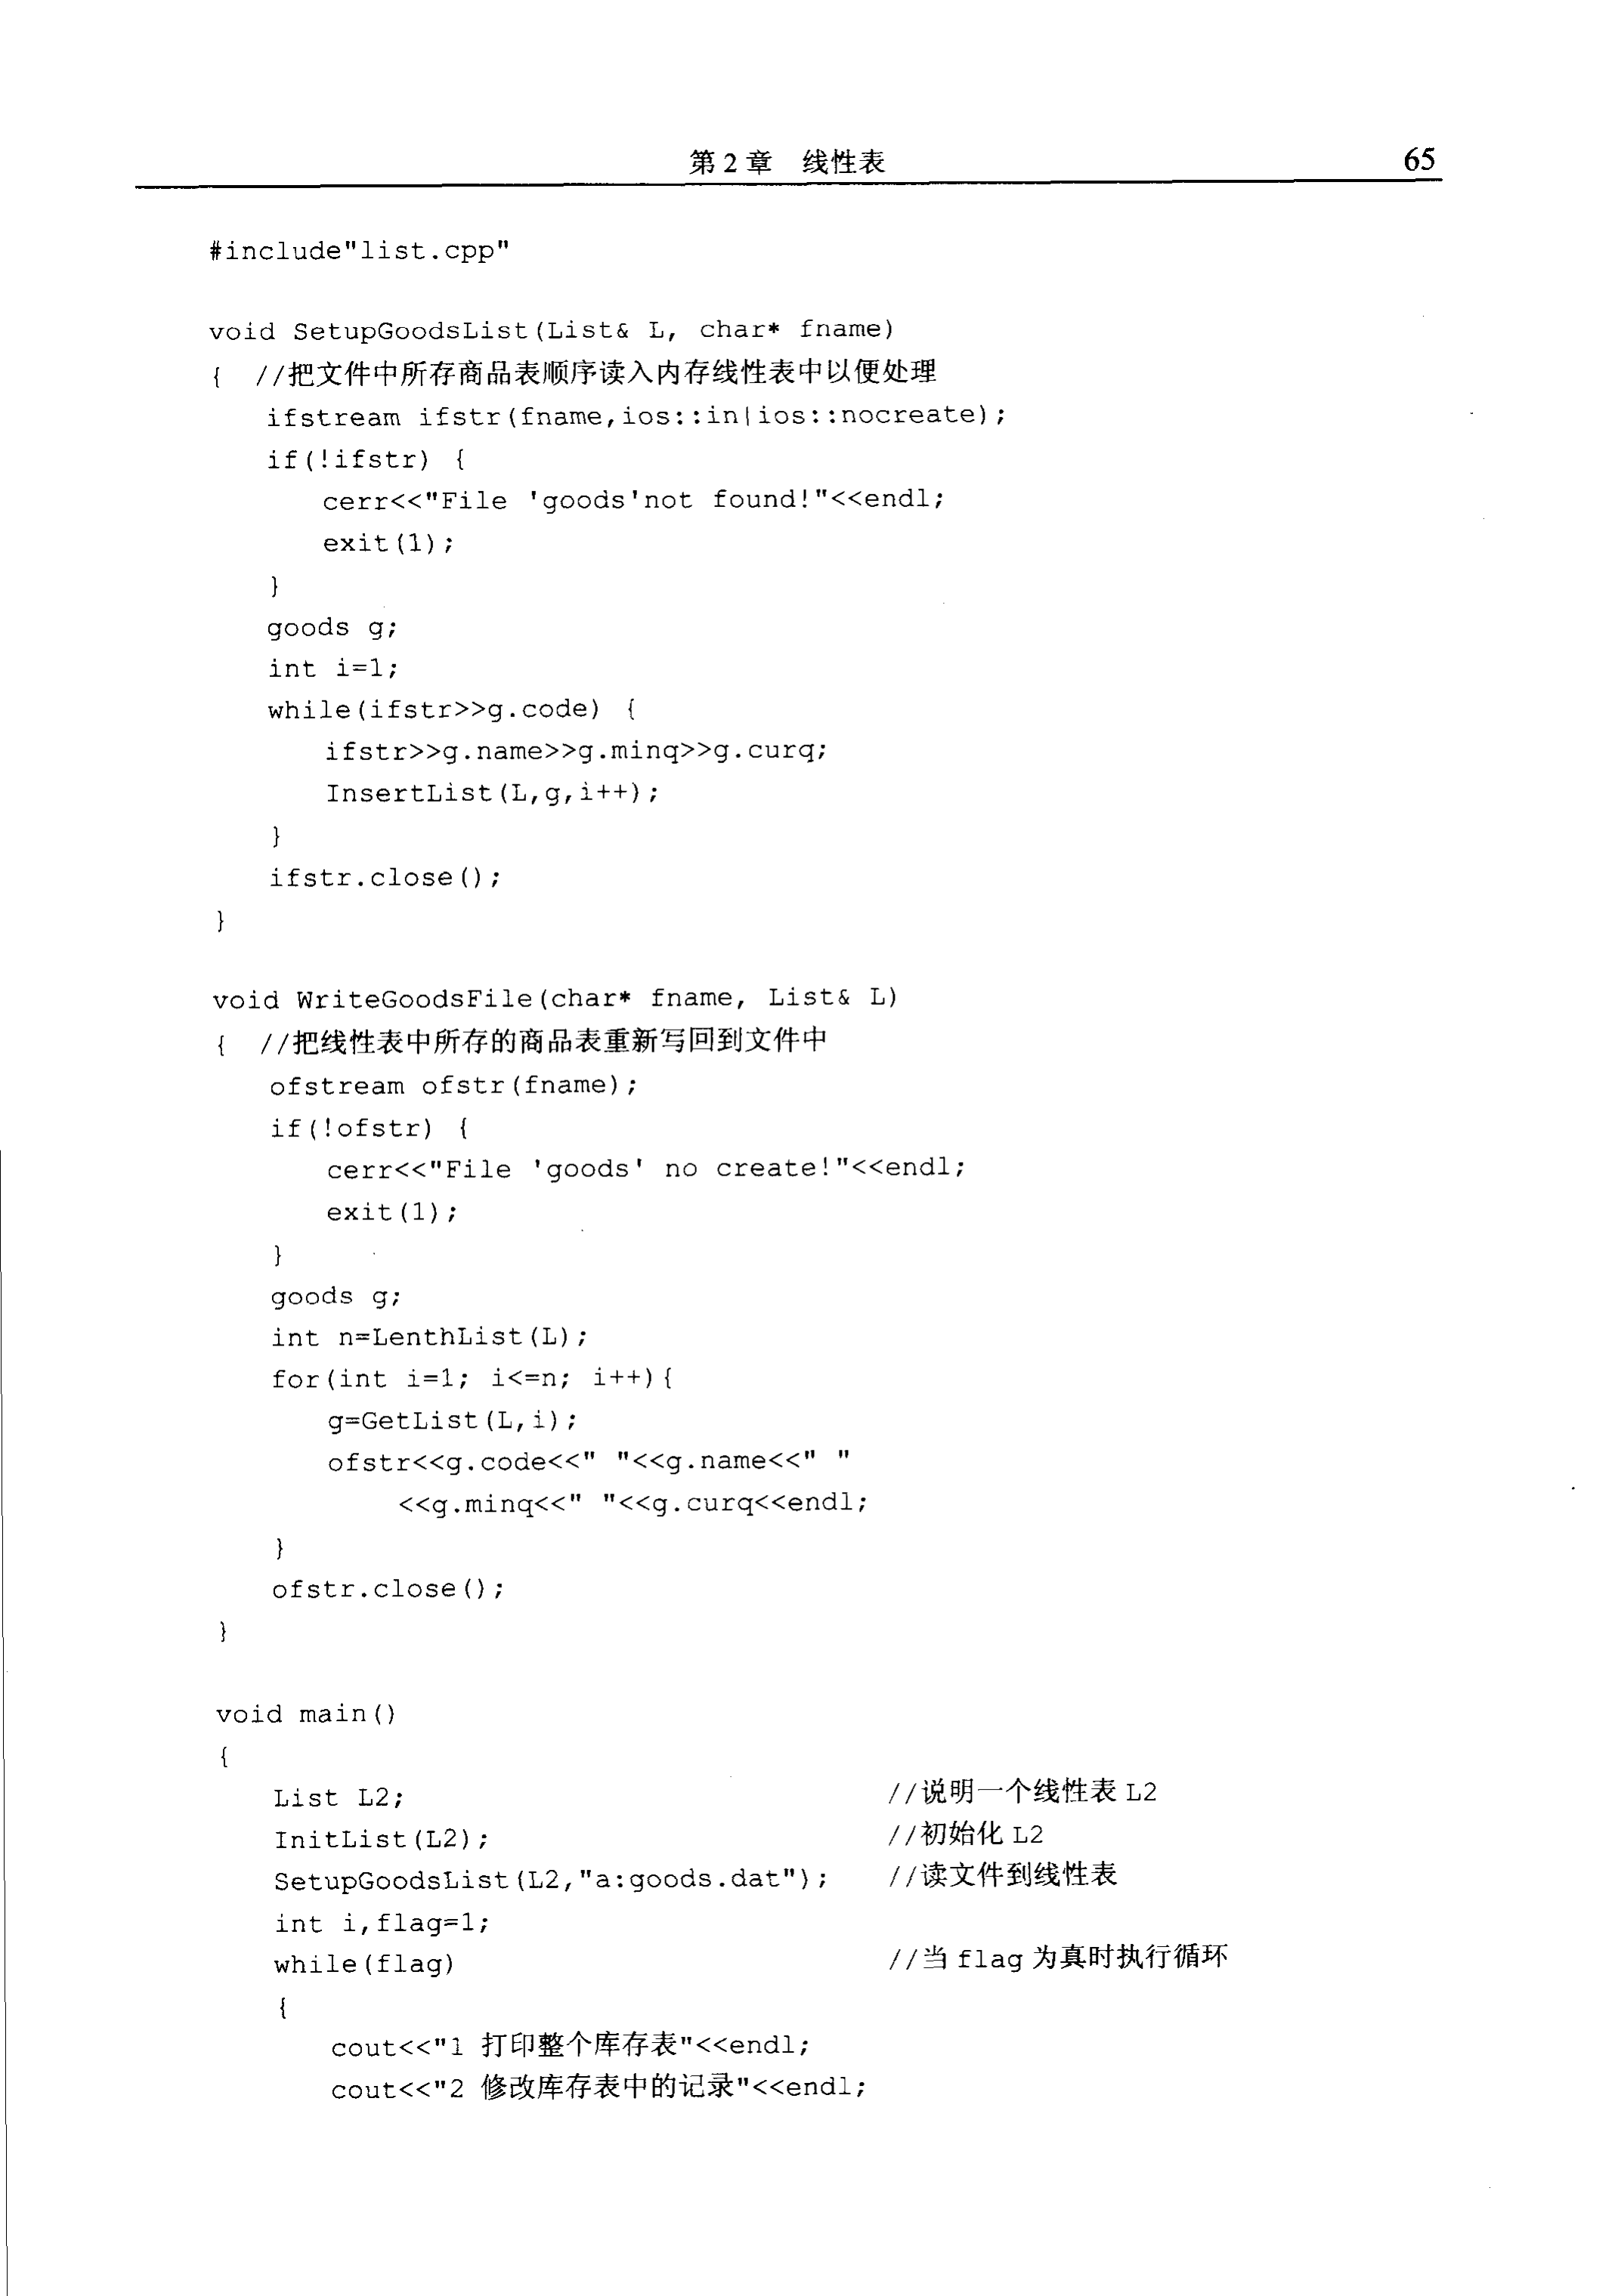 第 2 章　线性表　65
#include"list.cpp"
void SetupGoodsList(List& L, char* fname)
{  //把文件中所存商品表顺序读入内存线性表中以便处理
ifstream ifstr(fname,ios::in|ios::nocreate);
if(!ifstr) {
cerr<<"File 'goods'not found!"<<endl;
exit(1);
}
goods g;
int i=1;
while(ifstr>>g.code) {
ifstr>>g.name>>g.minq>>g.curq;
InsertList(L,g,i++);
}
ifstr.close();
}
void WriteGoodsFile(char* fname, List& L)
{  //把线性表中所存的商品表重新写回到文件中
ofstream ofstr(fname);
if(!ofstr) {
cerr<<"File 'goods' no create!"<<endl;
exit(1);
}
goods g;
int n=LenthList(L);
for(int i=1; i<=n; i++){
g=GetList(L,i);
ofstr<<g.code<<" "<<g.name<<" "
<<g.minq<<" "<<g.curq<<endl;
}
ofstr.close();
}
void main()
{
List L2;  //说明一个线性表 L2
InitList(L2);  //初始化 L2
SetupGoodsList(L2,"a:goods.dat");  //读文件到线性表
int i,flag=1;
while(flag)  //当 flag 为真时执行循环
{
cout<<"1 打印整个库存表"<<endl;
cout<<"2 修改库存表中的记录"<<endl;